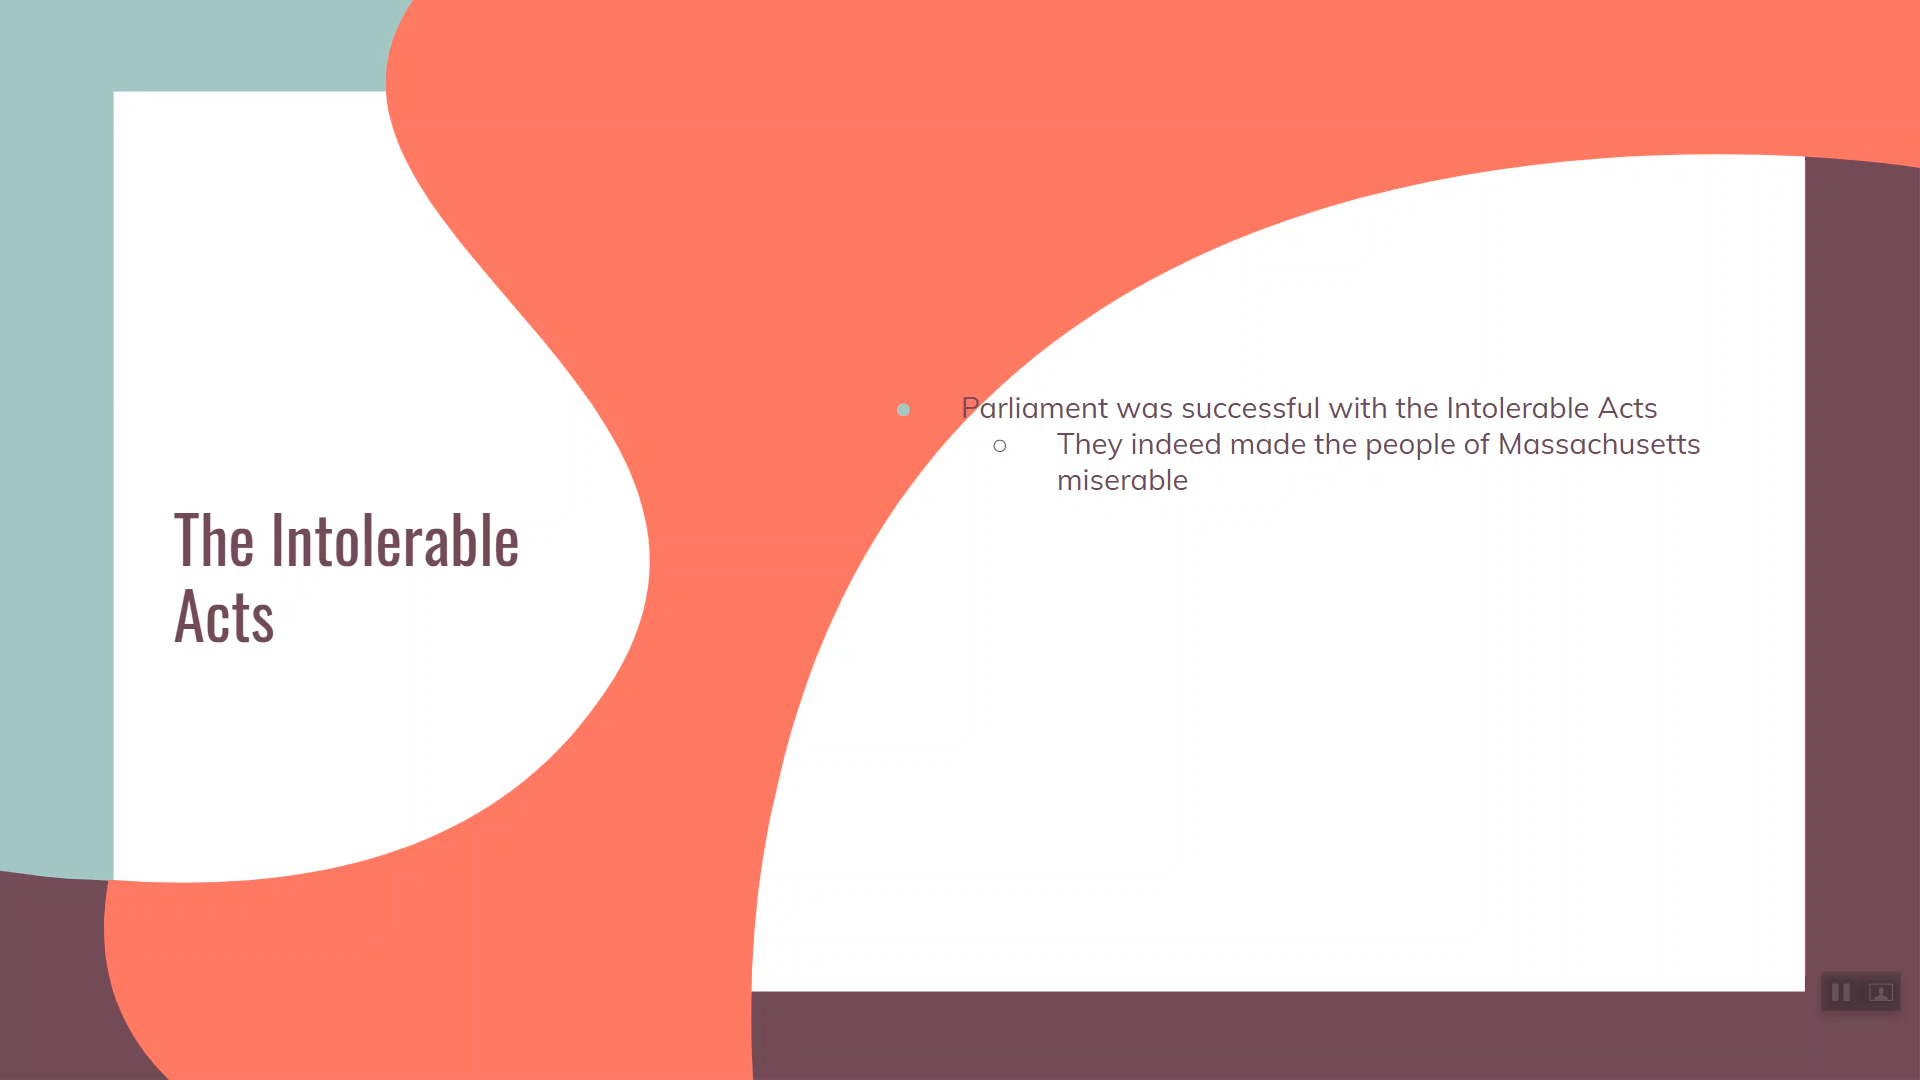 The Intolerable
Acts
Parliament was successful with the Intolerable Acts
They indeed made the people of Massachusetts
miserable